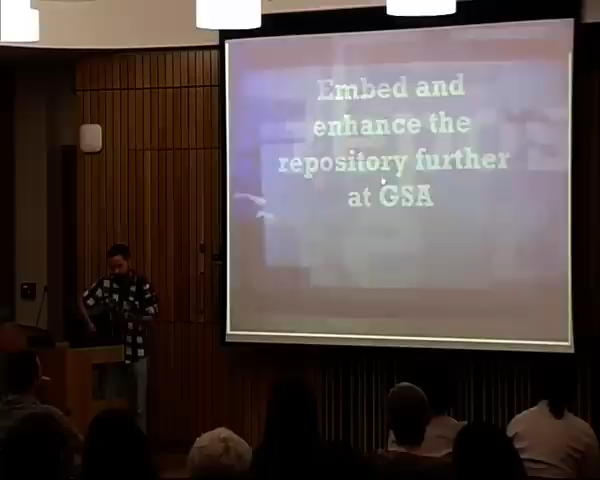 Embed and
enhance the
repository further
at GSA